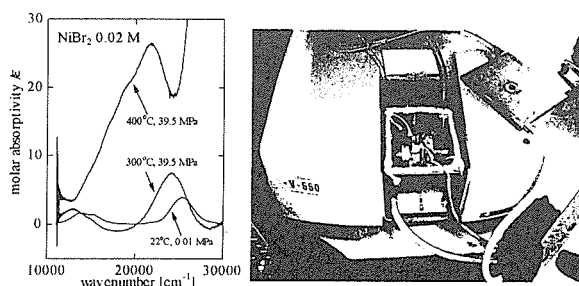 30
NiBr₂ 0.02 M
20
400°C, 39.5 MPa
10
300°C, 39.5 MPa
0
22°C, 0.01 MPa
10000
20000
30000
wavenumber [cm⁻¹]
molar absorptivity /ε
V-560